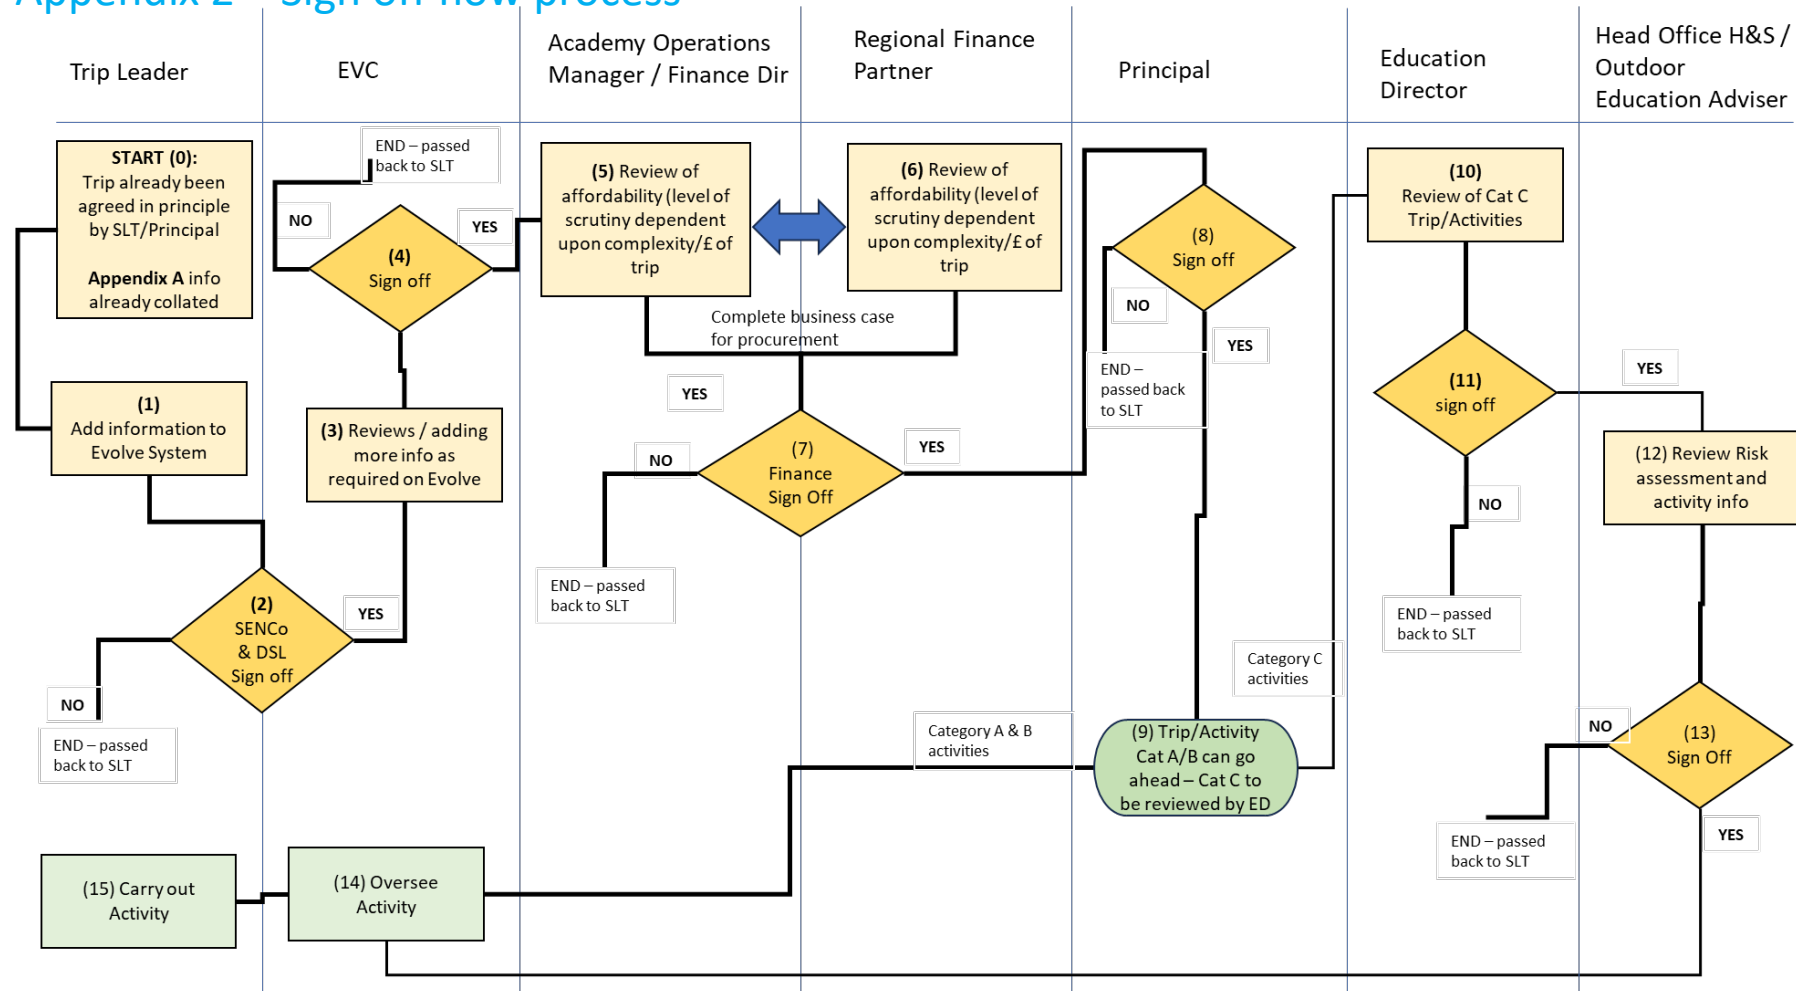 Appendix 2 – Sign off flow process
Trip Leader
EVC
Academy Operations
Manager / Finance Dir
Regional Finance
Partner
Principal
Education
Director
Head Office H&S /
Outdoor
Education Adviser
START (0):
Trip already been
agreed in principle
by SLT/Principal
Appendix A info
already collated
(1)
Add information to
Evolve System
(2)
SENCo
& DSL
Sign off
YES
NO
END – passed
back to SLT
(3) Reviews / adding
more info as
required on Evolve
(4)
Sign off
NO
END – passed
back to SLT
YES
(5) Review of
affordability (level of
scrutiny dependent
upon complexity/£ of
trip
(6) Review of
affordability (level of
scrutiny dependent
upon complexity/£ of
trip
Complete business case
for procurement
YES
(7)
Finance
Sign Off
NO
END – passed
back to SLT
YES
(8)
Sign off
NO
END –
passed back
to SLT
YES
(9) Trip/Activity
Cat A/B can go
ahead – Cat C to
be reviewed by ED
Category A & B
activities
Category C
activities
(10)
Review of Cat C
Trip/Activities
(11)
sign off
NO
END – passed
back to SLT
YES
(12) Review Risk
assessment and
activity info
(13)
Sign Off
NO
END – passed
back to SLT
YES
(14) Oversee
Activity
(15) Carry out
Activity